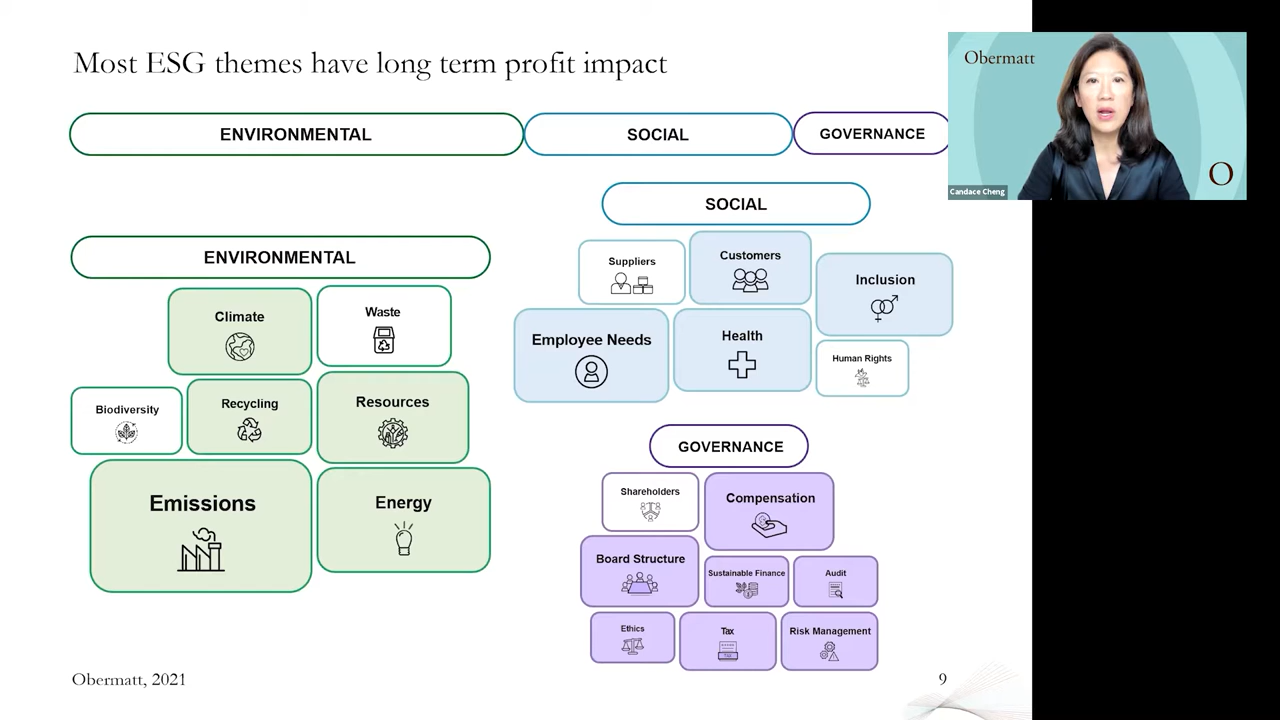 Most ESG themes have long term profit impact
Obermatt
ENVIRONMENTAL
SOCIAL
GOVERNANCE
O
Candace Cheng
ENVIRONMENTAL
Climate
Waste
Biodiversity
Recycling
Resources
Emissions
Energy
SOCIAL
Suppliers
Customers
Inclusion
Employee Needs
Health
Human Rights
GOVERNANCE
Shareholders
Compensation
Board Structure
Sustainable Finance
Audit
Ethics
Tax
Risk Management
Obermatt, 2021
9